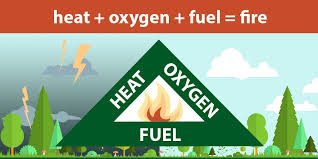 heat + oxygen + fuel = fire
HEAT
OXYGEN
FUEL